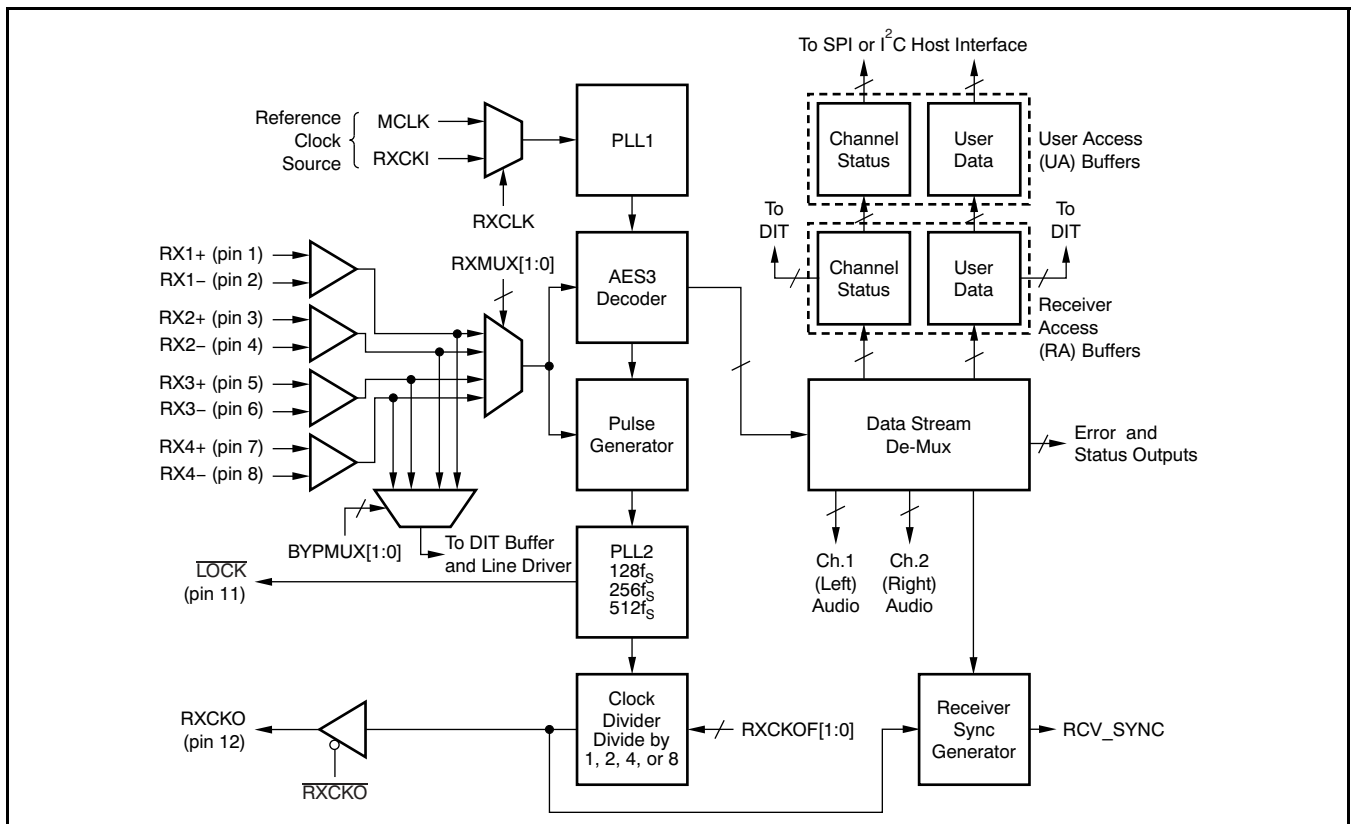 To SPI or I²C Host Interface
Reference
Clock
Source
MCLK
RXCKI
RXCLK
PLL1
Channel
Status
User
Data
User Access
(UA) Buffers
To
DIT
Channel
Status
User
Data
To
DIT
Receiver
Access
(RA) Buffers
RX1+ (pin 1)
RX1− (pin 2)
RX2+ (pin 3)
RX2− (pin 4)
RX3+ (pin 5)
RX3− (pin 6)
RX4+ (pin 7)
RX4− (pin 8)
RXMUX[1:0]
AES3
Decoder
Pulse
Generator
Data Stream
De-Mux
Error and
Status Outputs
BYPMUX[1:0]
To DIT Buffer
and Line Driver
LOCK
(pin 11)
PLL2
128fS
256fS
512fS
Ch.1
(Left)
Audio
Ch.2
(Right)
Audio
RXCKO
(pin 12)
RXCKO
Clock
Divider
Divide by
1, 2, 4, or 8
RXCKOF[1:0]
Receiver
Sync
Generator
RCV_SYNC